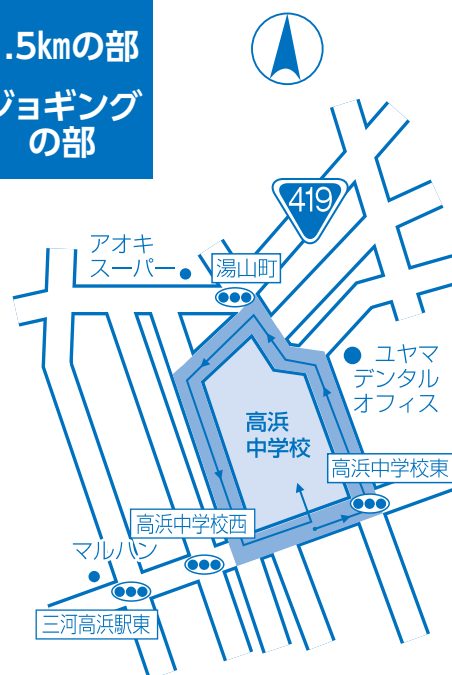 .5kmの部
ジョギング
の部
419
アオキ
スーパー
湯山町
ユヤマ
デンタル
オフィス
高浜
中学校
高浜中学校東
高浜中学校西
マルハン
三河高浜駅東